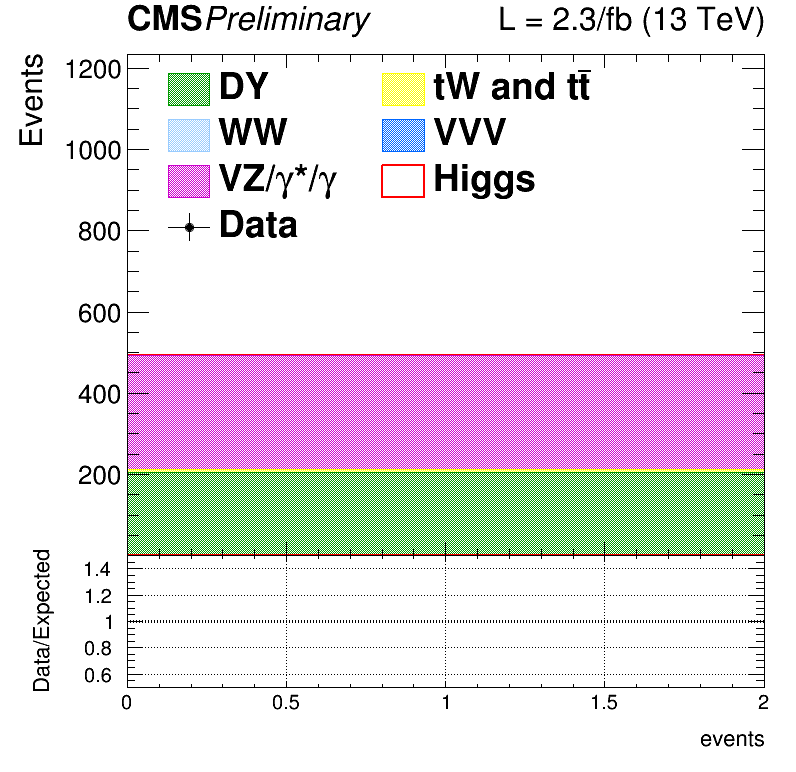 CMS Preliminary L = 2.3/fb (13 TeV)
Events
1200
1000
800
600
400
200
DY
tW and tt̄
WW
VVV
VZ/γ*/γ
Higgs
Data
Data/Expected
1.4
1.2
1
0.8
0.6
0 0.5 1 1.5 2
events